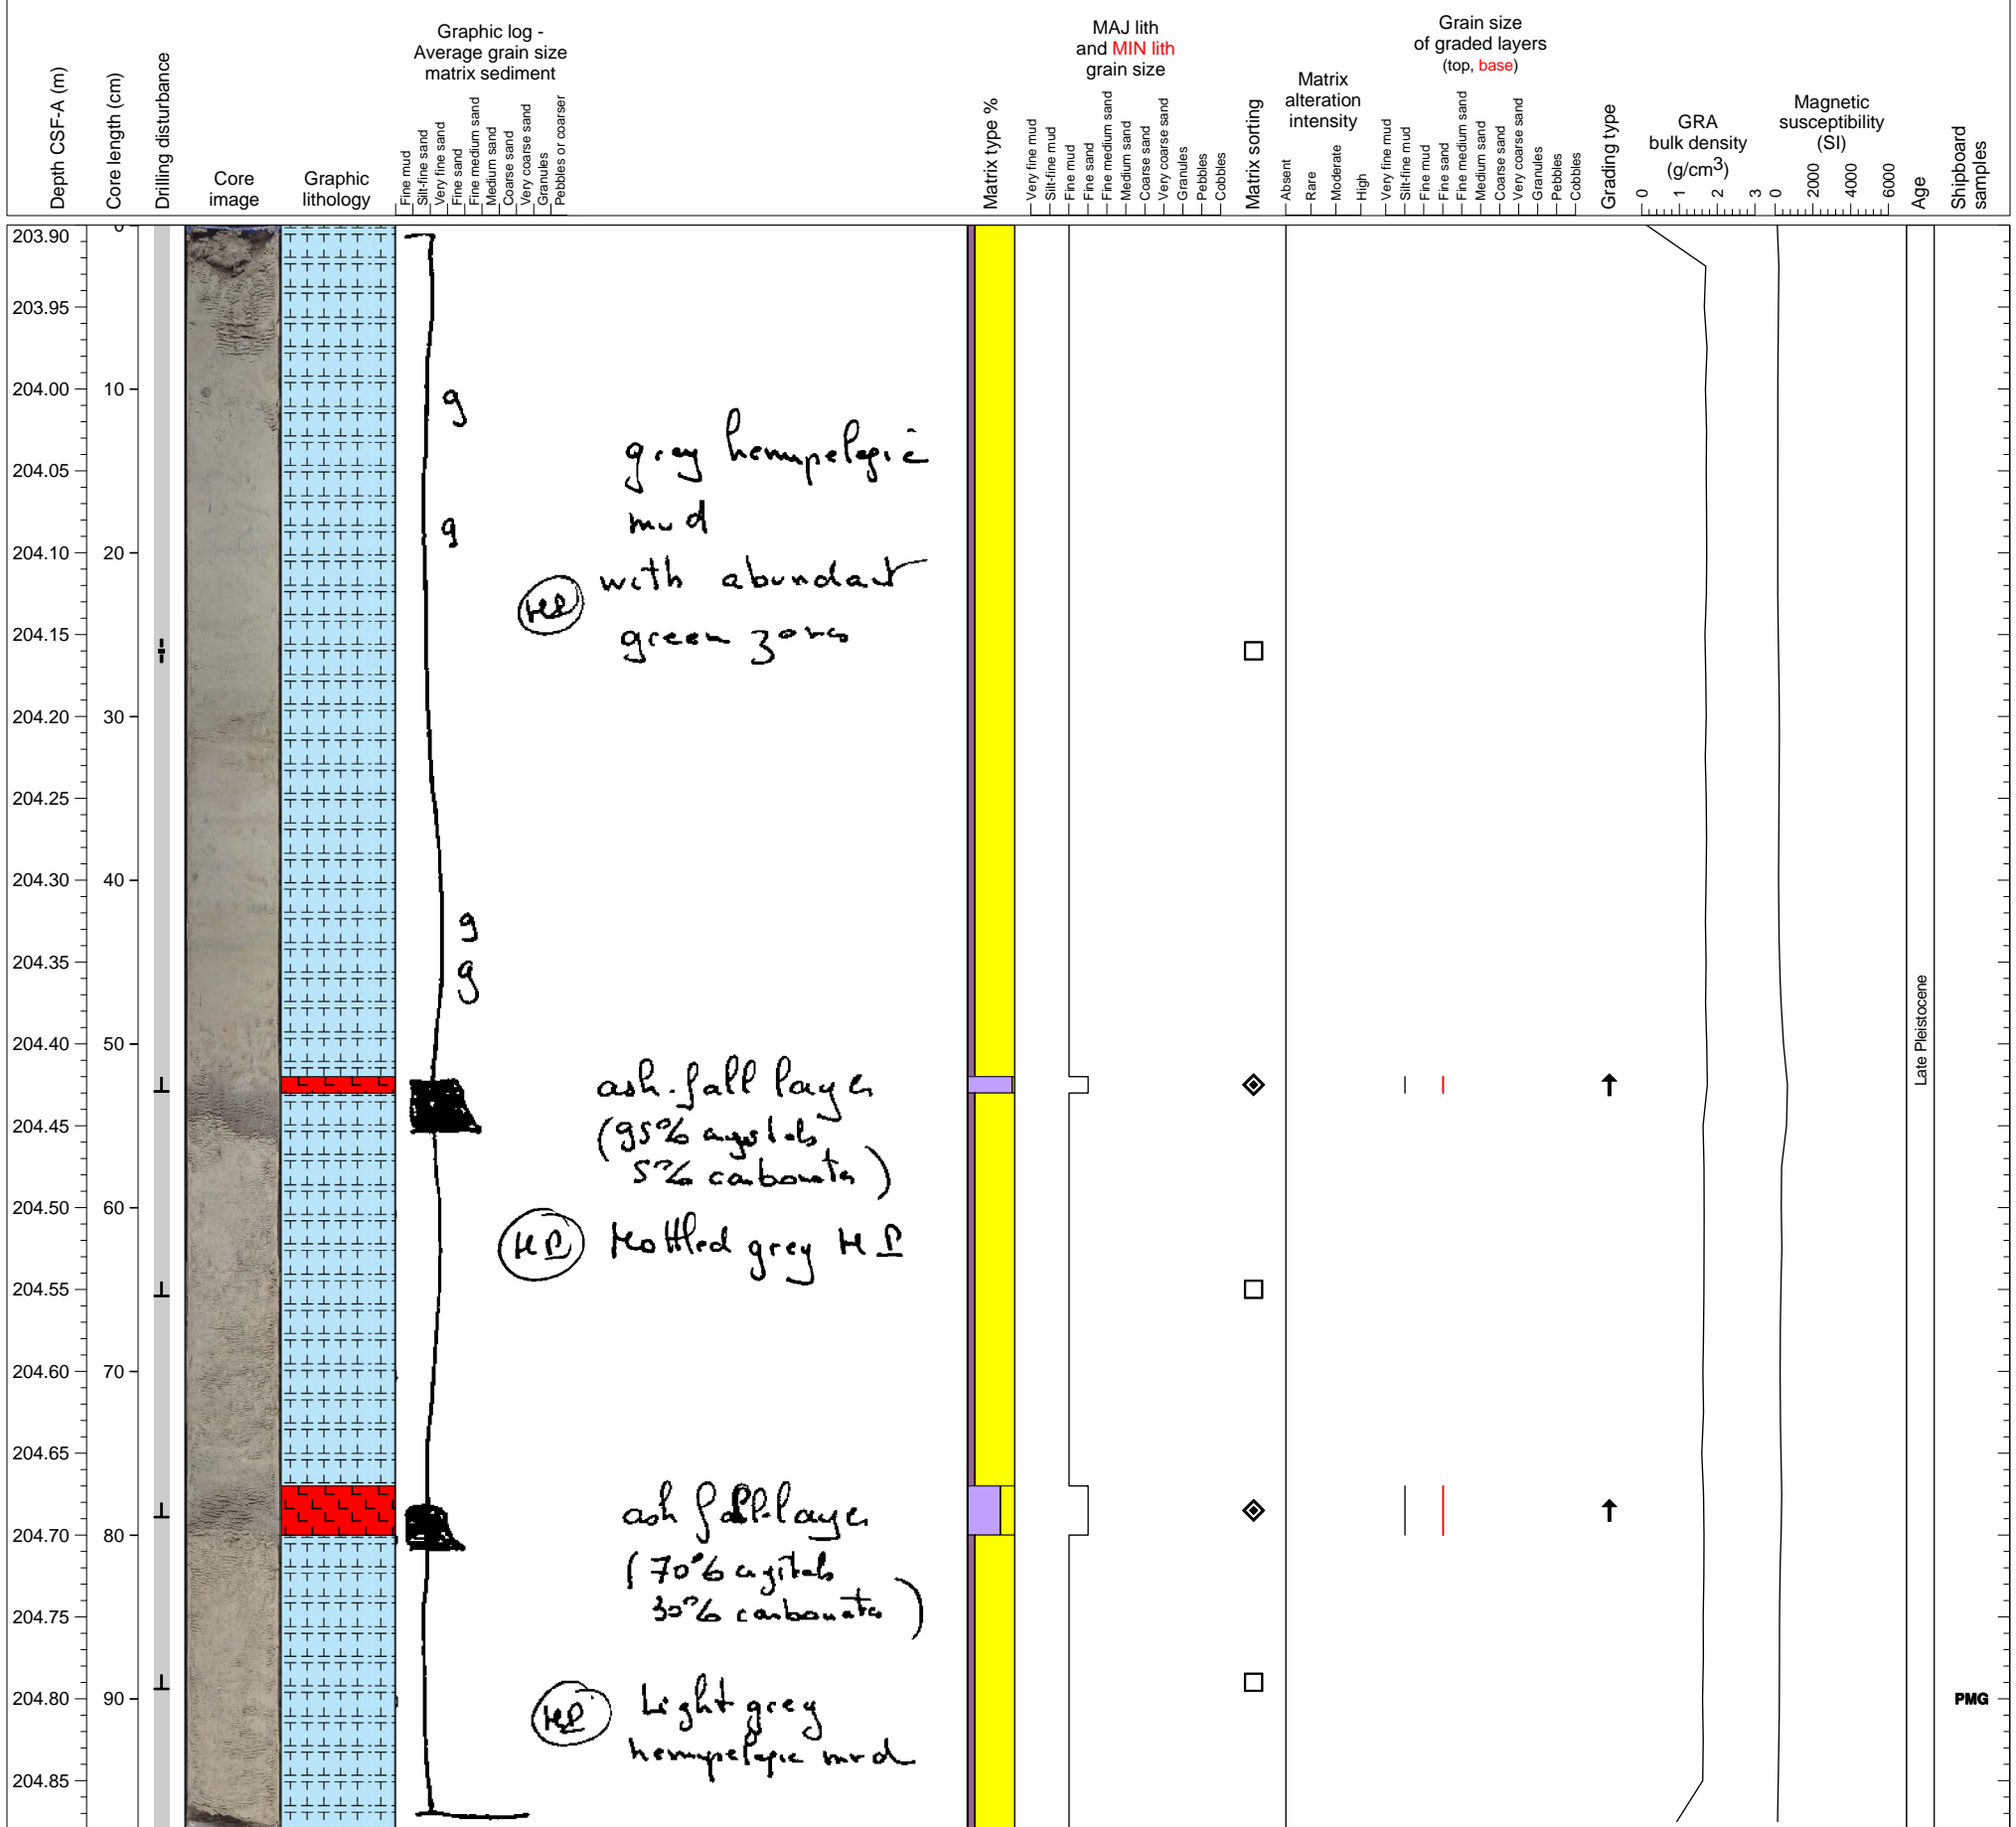 Depth CSF-A (m)
Core length (cm)
Drilling disturbance
Core
image
Graphic
lithology
Graphic log -
Average grain size
matrix sediment
Fine mud
Silt-fine sand
Very fine sand
Fine sand
Fine medium sand
Medium sand
Coarse sand
Very coarse sand
Granules
Pebbles or coarser
Matrix type %
MAJ lith
and MIN lith
grain size
Very fine mud
Silt-fine mud
Fine mud
Fine sand
Fine medium sand
Medium sand
Coarse sand
Very coarse sand
Granules
Pebbles
Cobbles
Matrix sorting
Matrix
alteration
intensity
Absent
Rare
Moderate
High
Grain size
of graded layers
(top, base)
Very fine mud
Silt-fine mud
Fine mud
Fine sand
Fine medium sand
Medium sand
Coarse sand
Very coarse sand
Granules
Pebbles
Cobbles
Grading type
GRA
bulk density
(g/cm3)
0 1 2 3
Magnetic
susceptibility
(SI)
0 2000 4000 6000
Age
Shipboard
samples
203.90 0
203.95
204.00 10
g
grey hemipelagic
204.05
mud
g
204.10 20
with abundant
HP
204.15
green zones
204.20 30
204.25
204.30 40
g
204.35
g
Late Pleistocene
204.40 50
ash-fall layer
204.45
(95% crystals
5% carbonates)
204.50 60
HP Mottled grey HP
204.55
204.60 70
204.65
ash fall-layer
204.70 80
(70% crystals
204.75
30% carbonates)
204.80 90
PMG
HP Light grey
hemipelagic mud
204.85